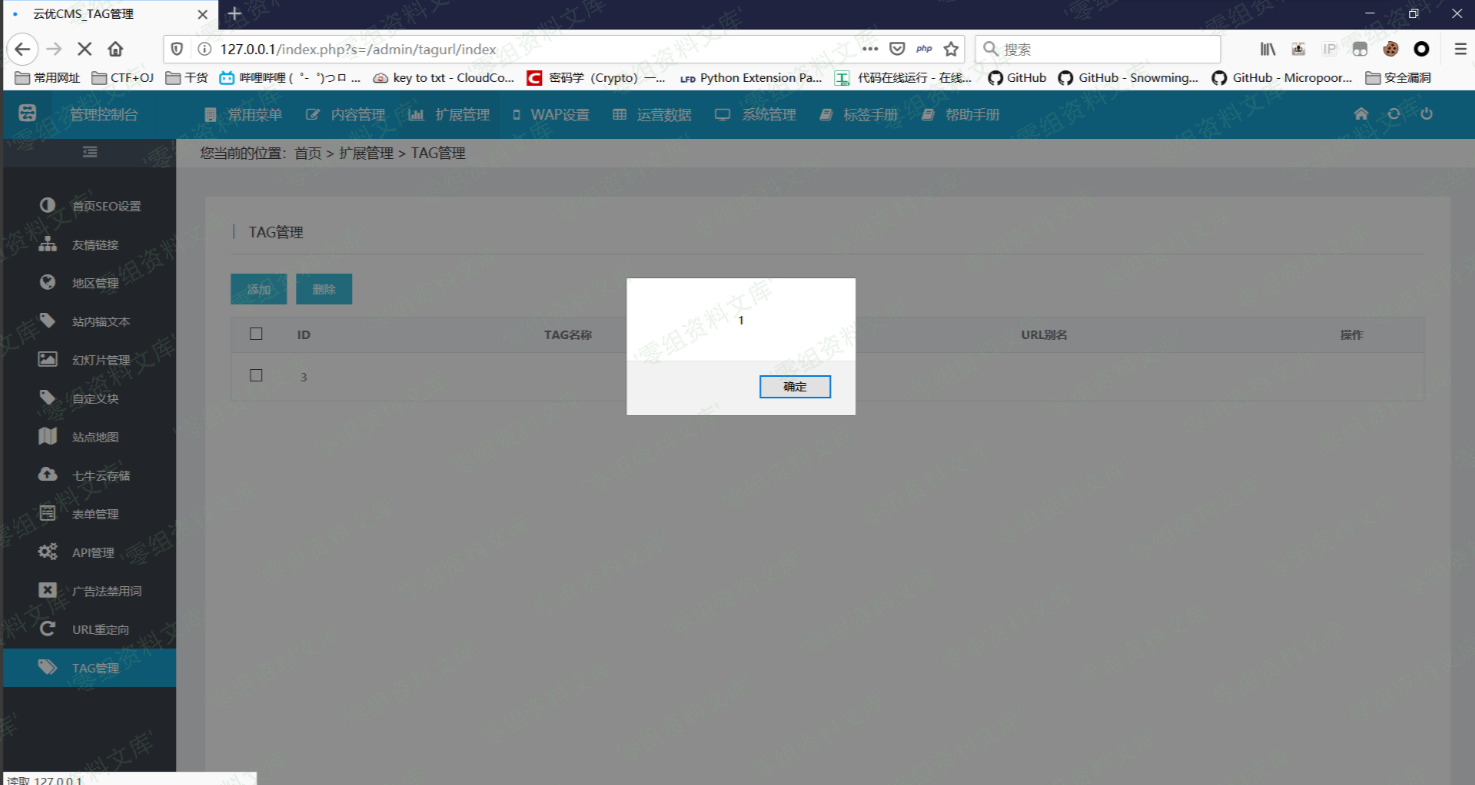 云优CMS_TAG管理
127.0.0.1/index.php?s=/admin/tagurl/index
php
搜索
IP
常用网址 CTF+OJ 干货 哔哩哔哩 ( ゜- ゜)つロ ... key to txt - CloudCo... 密码学（Crypto）一... LFD Python Extension Pa... 代码在线运行 - 在线... GitHub GitHub - Snowming... GitHub - Micropoor... 安全漏洞
管理控制台 常用菜单 内容管理 扩展管理 WAP设置 运营数据 系统管理 标签手册 帮助手册
您当前的位置：首页 > 扩展管理 > TAG管理
首页SEO设置
友情链接
地区管理
站内锚文本
幻灯片管理
自定义块
站点地图
七牛云存储
表单管理
API管理
广告法禁用词
URL重定向
TAG管理
TAG管理
添加 删除
ID TAG名称 URL别名 操作
3
1
确定
读取 127.0.0.1
'零组资料文库'